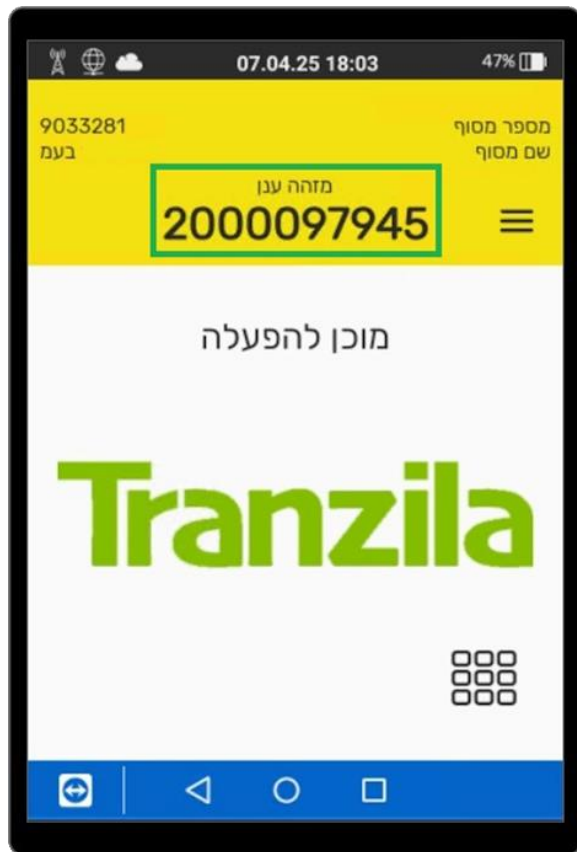 07.04.25 18:03 47%
מספר מסוף 9033281
שם מסוף בעמ
מזהה ענן
2000097945
מוכן להפעלה
Tranzila